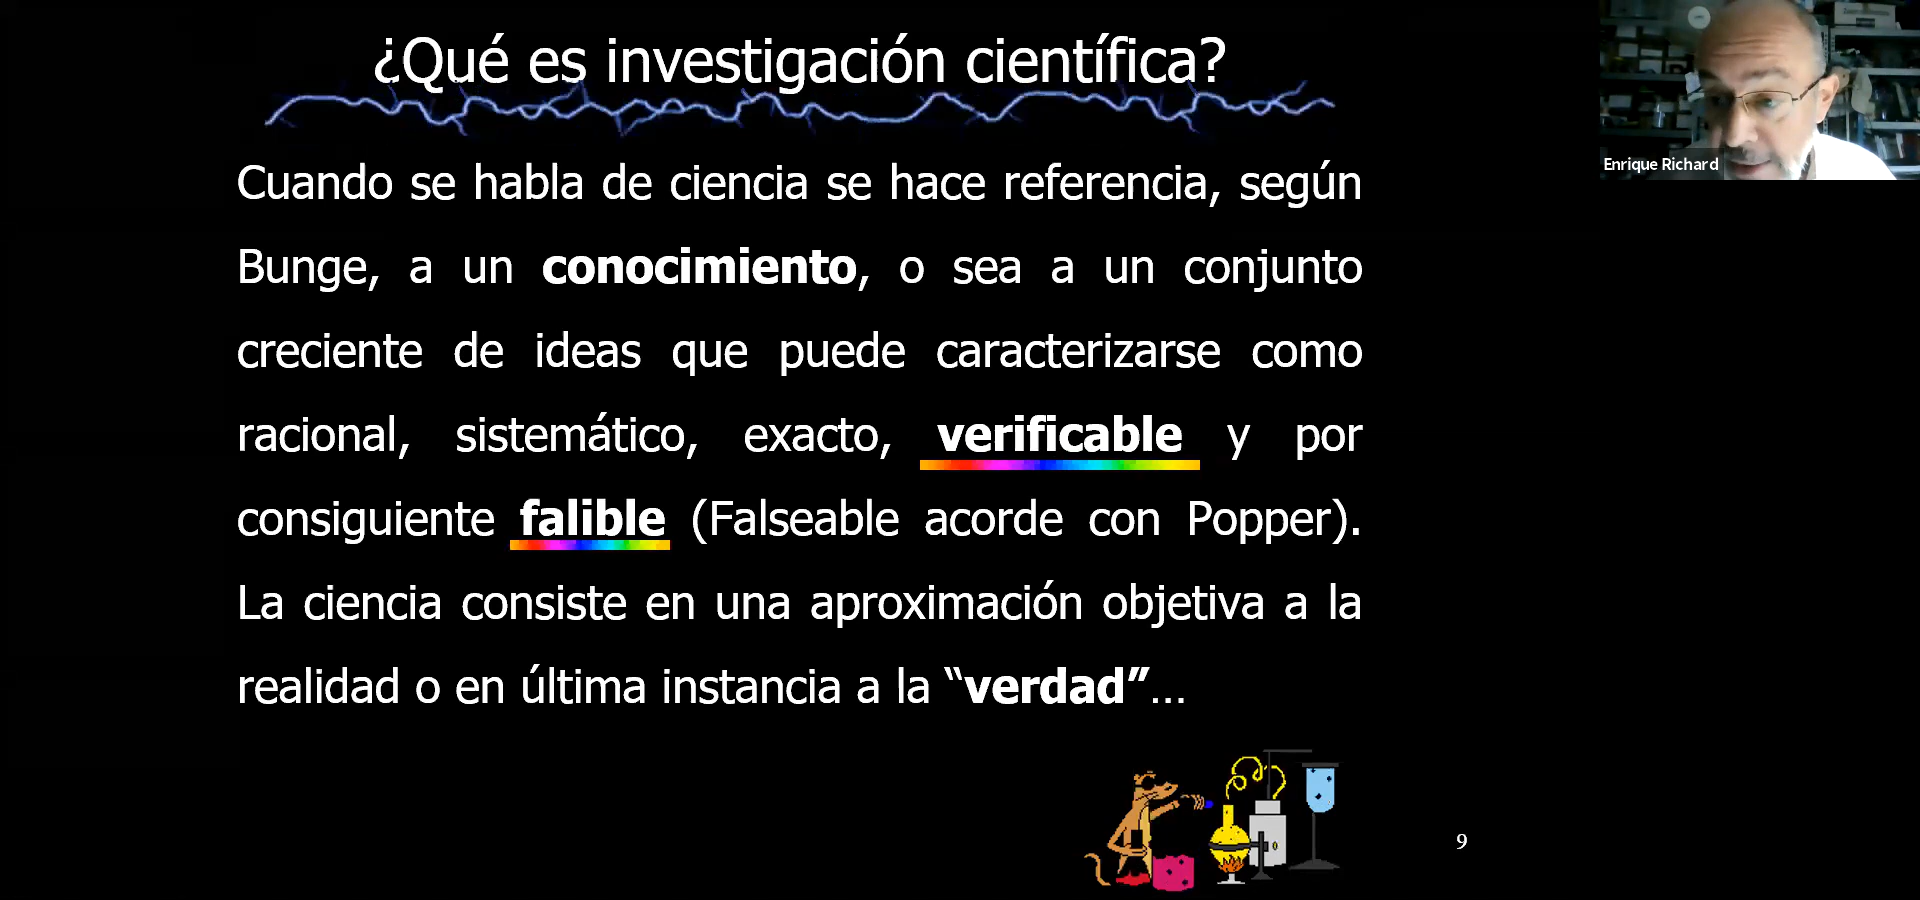 ¿Qué es investigación científica?
Cuando se habla de ciencia se hace referencia, según
Bunge, a un conocimiento, o sea a un conjunto
creciente de ideas que puede caracterizarse como
racional, sistemático, exacto, verificable y por
consiguiente falible (Falseable acorde con Popper).
La ciencia consiste en una aproximación objetiva a la
realidad o en última instancia a la “verdad”...
Enrique Richard
9